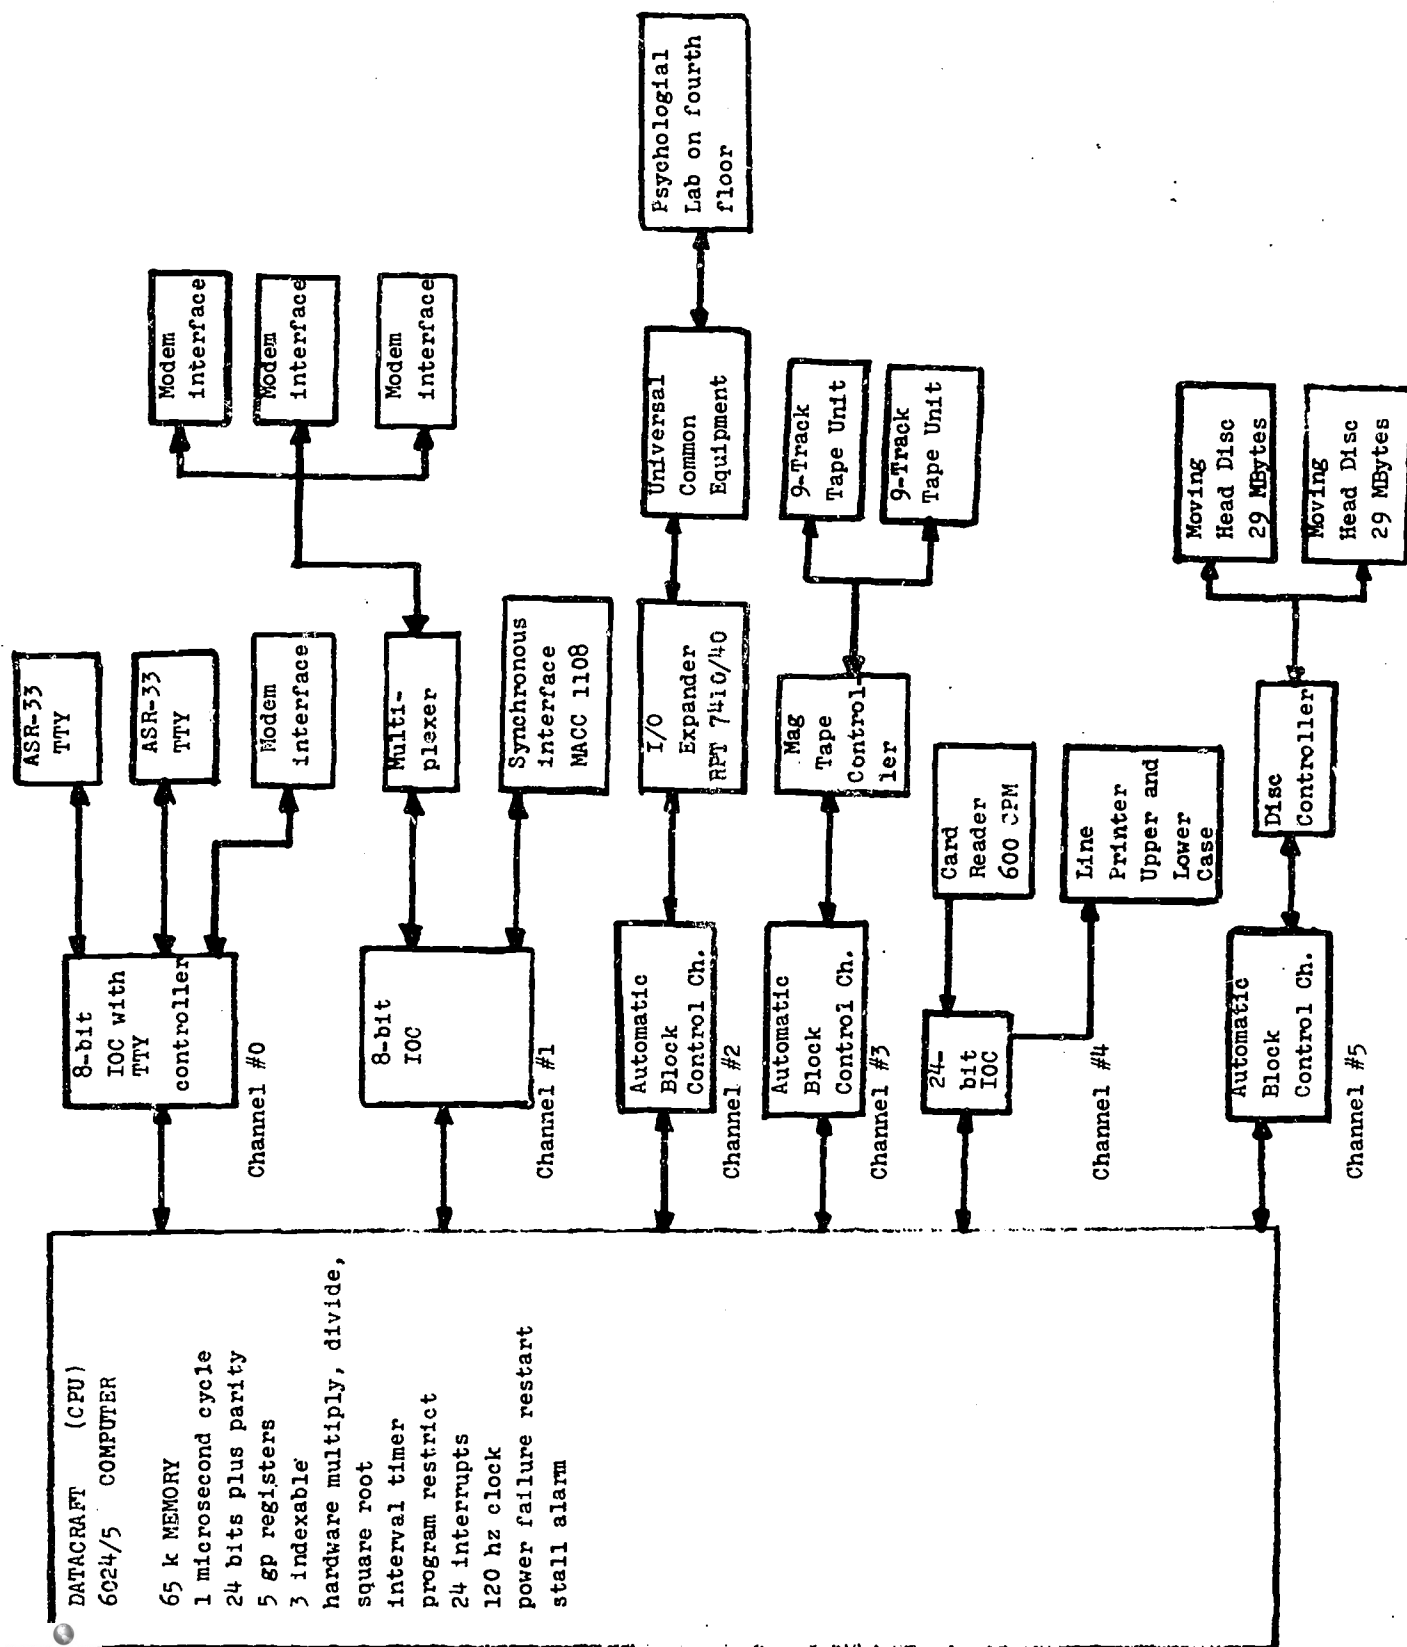 DATACRAFT (CPU)
6024/5 COMPUTER
65 k MEMORY
1 microsecond cycle
24 bits plus parity
5 gp registers
3 indexable
hardware multiply, divide,
square root
interval timer
program restrict
24 interrupts
120 hz clock
power failure restart
stall alarm
8-bit
IOC with
TTY
controller
Channel #0
ASR-33
TTY
ASR-33
TTY
Modem
interface
8-bit
IOC
Channel #1
Multi-
plexer
Modem
interface
Modem
interface
Modem
interface
Synchronous
interface
MACC 1108
Automatic
Block
Control Ch.
Channel #2
I/O
Expander
RPT 7410/40
Universal
Common
Equipment
Psychologial
Lab on fourth
floor
Automatic
Block
Control Ch.
Channel #3
Mag
Tape
Control-
ler
9-Track
Tape Unit
9-Track
Tape Unit
24-
bit
IOC
Channel #4
Card
Reader
600 CPM
Line
Printer
Upper and
Lower
Case
Automatic
Block
Control Ch.
Channel #5
Disc
Controller
Moving
Head Disc
29 MBytes
Moving
Head Disc
29 MBytes